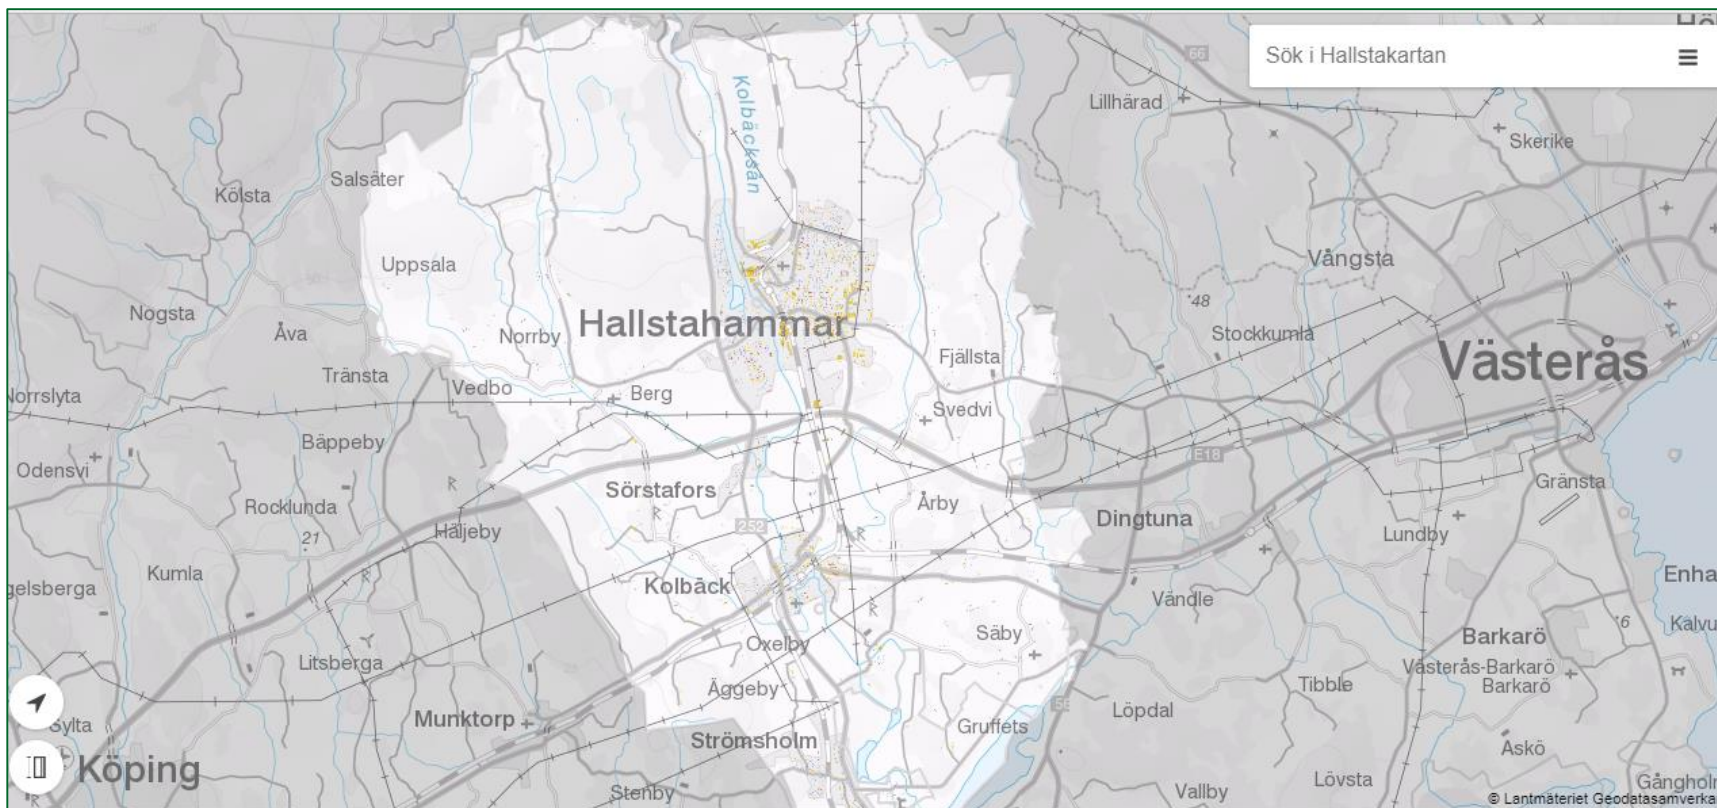 Sök i Hallstakartan
66
Lillhärad
Skerike
Kolbäcksån
Salsäter
Kölsta
Uppsala
Vångsta
Nogsta
48
Åva
Norrby
Hallstahammar
Stockkumla
Fjällsta
Västerås
Tränsta
Vedbo
Berg
Norrslyta
Svedvi
Bäppeby
Odensvi
E18
Gränsta
Sörstafors
Rocklunda
Årby
Dingtuna
252
Häljeby
21
Lundby
Kumla
Enha
gelsberga
Kolbäck
Vändle
Säby
16
Kalvu
Barkarö
Oxelby
Litsberga
Västerås-Barkarö
Tibble
Barkarö
Äggeby
Munktorp
Löpdal
Gruffets
Sylta
Strömsholm
Askö
Köping
Lövsta
Gångholm
Stenby
Vallby
© Lantmäteriet Geodatasamverka